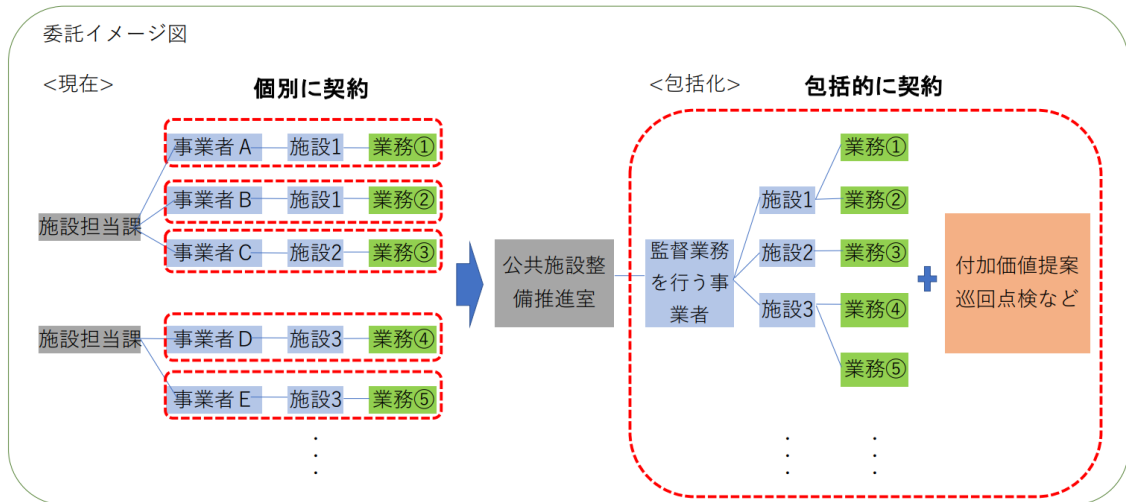 委託イメージ図
<現在>
個別に契約
事業者A 施設1 業務①
事業者B 施設1 業務②
施設担当課
事業者C 施設2 業務③
施設担当課
事業者D 施設3 業務④
事業者E 施設3 業務⑤
公共施設整
備推進室
<包括化>
包括的に契約
監督業務
を行う事
業者
施設1
施設2
施設3
業務①
業務②
業務③
業務④
業務⑤
付加価値提案
巡回点検など